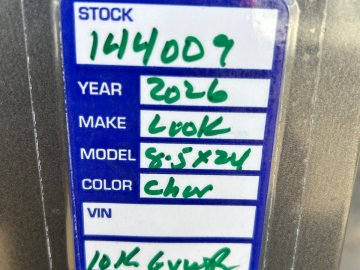 STOCK
144009
YEAR 2026
MAKE LOOK
MODEL 8.5x24
COLOR Char
VIN
10K GVWR